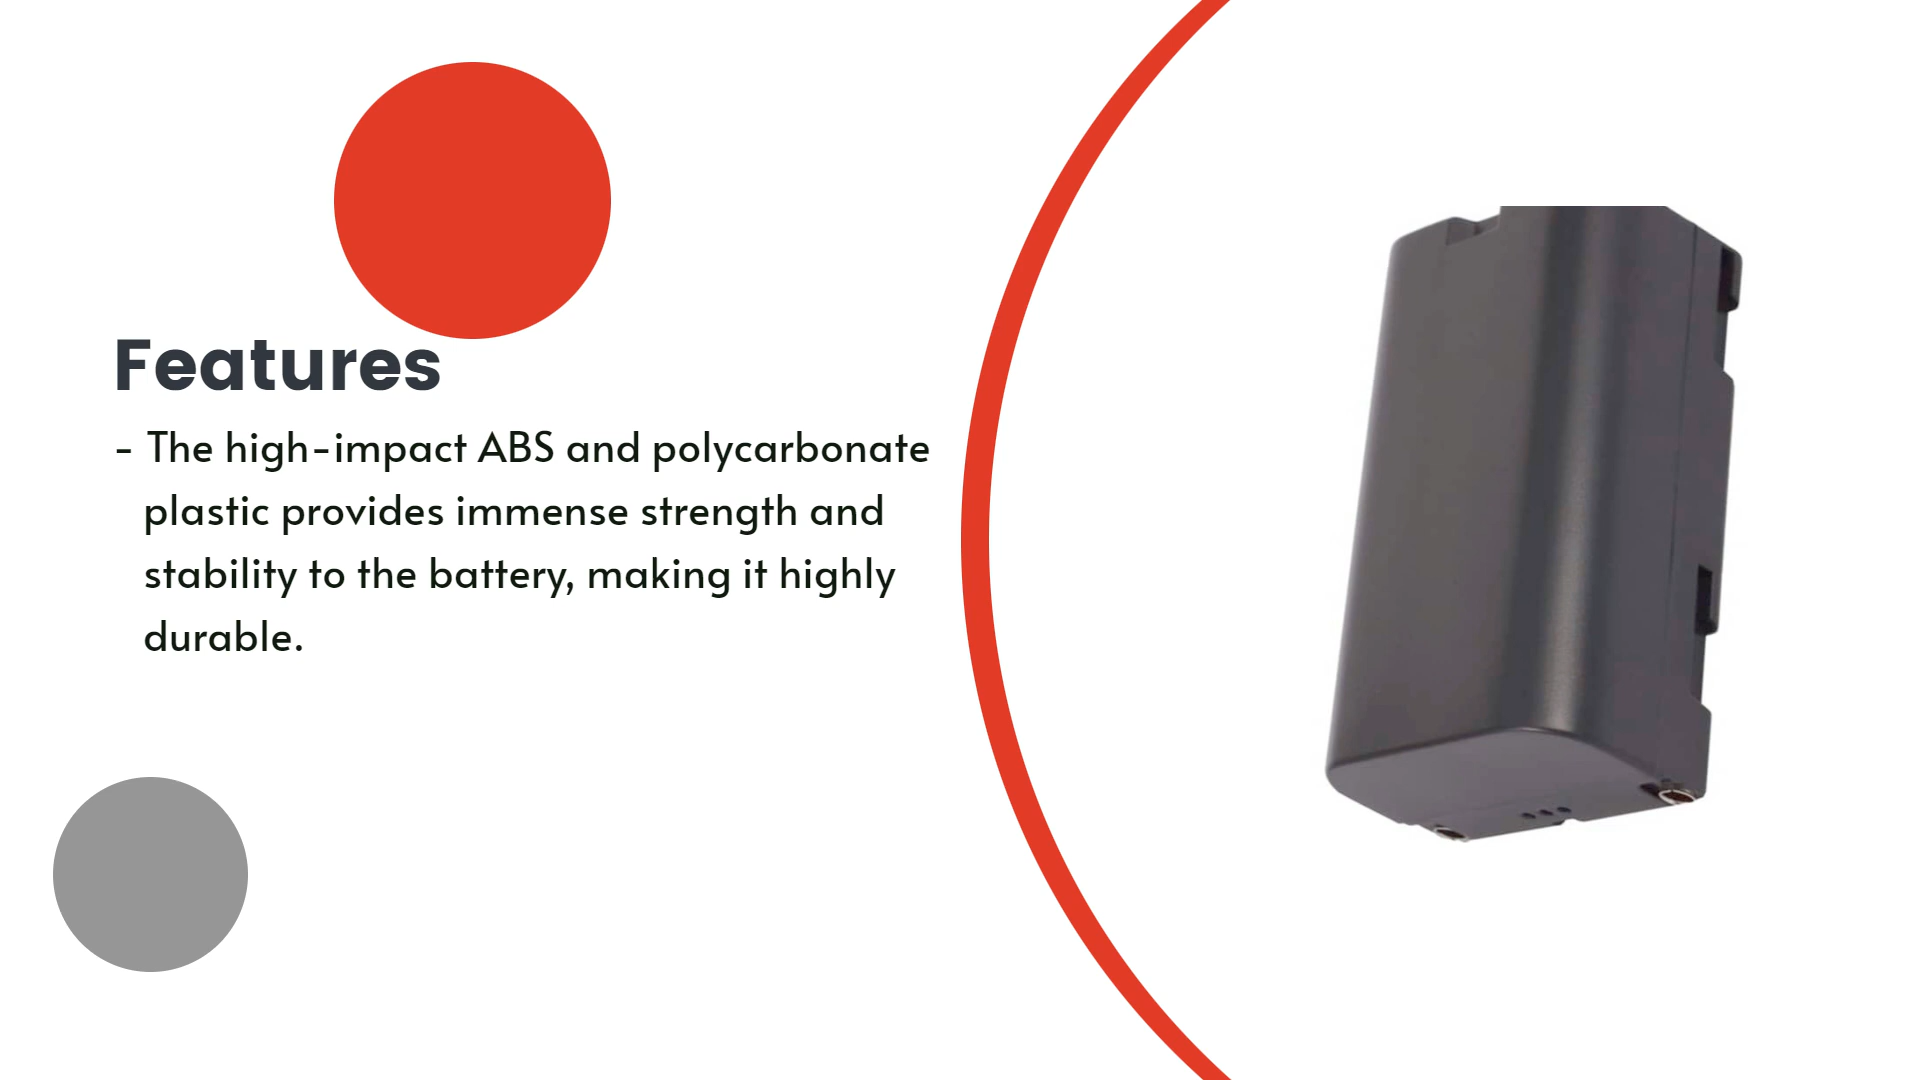 Features
- The high-impact ABS and polycarbonate
plastic provides immense strength and
stability to the battery, making it highly
durable.